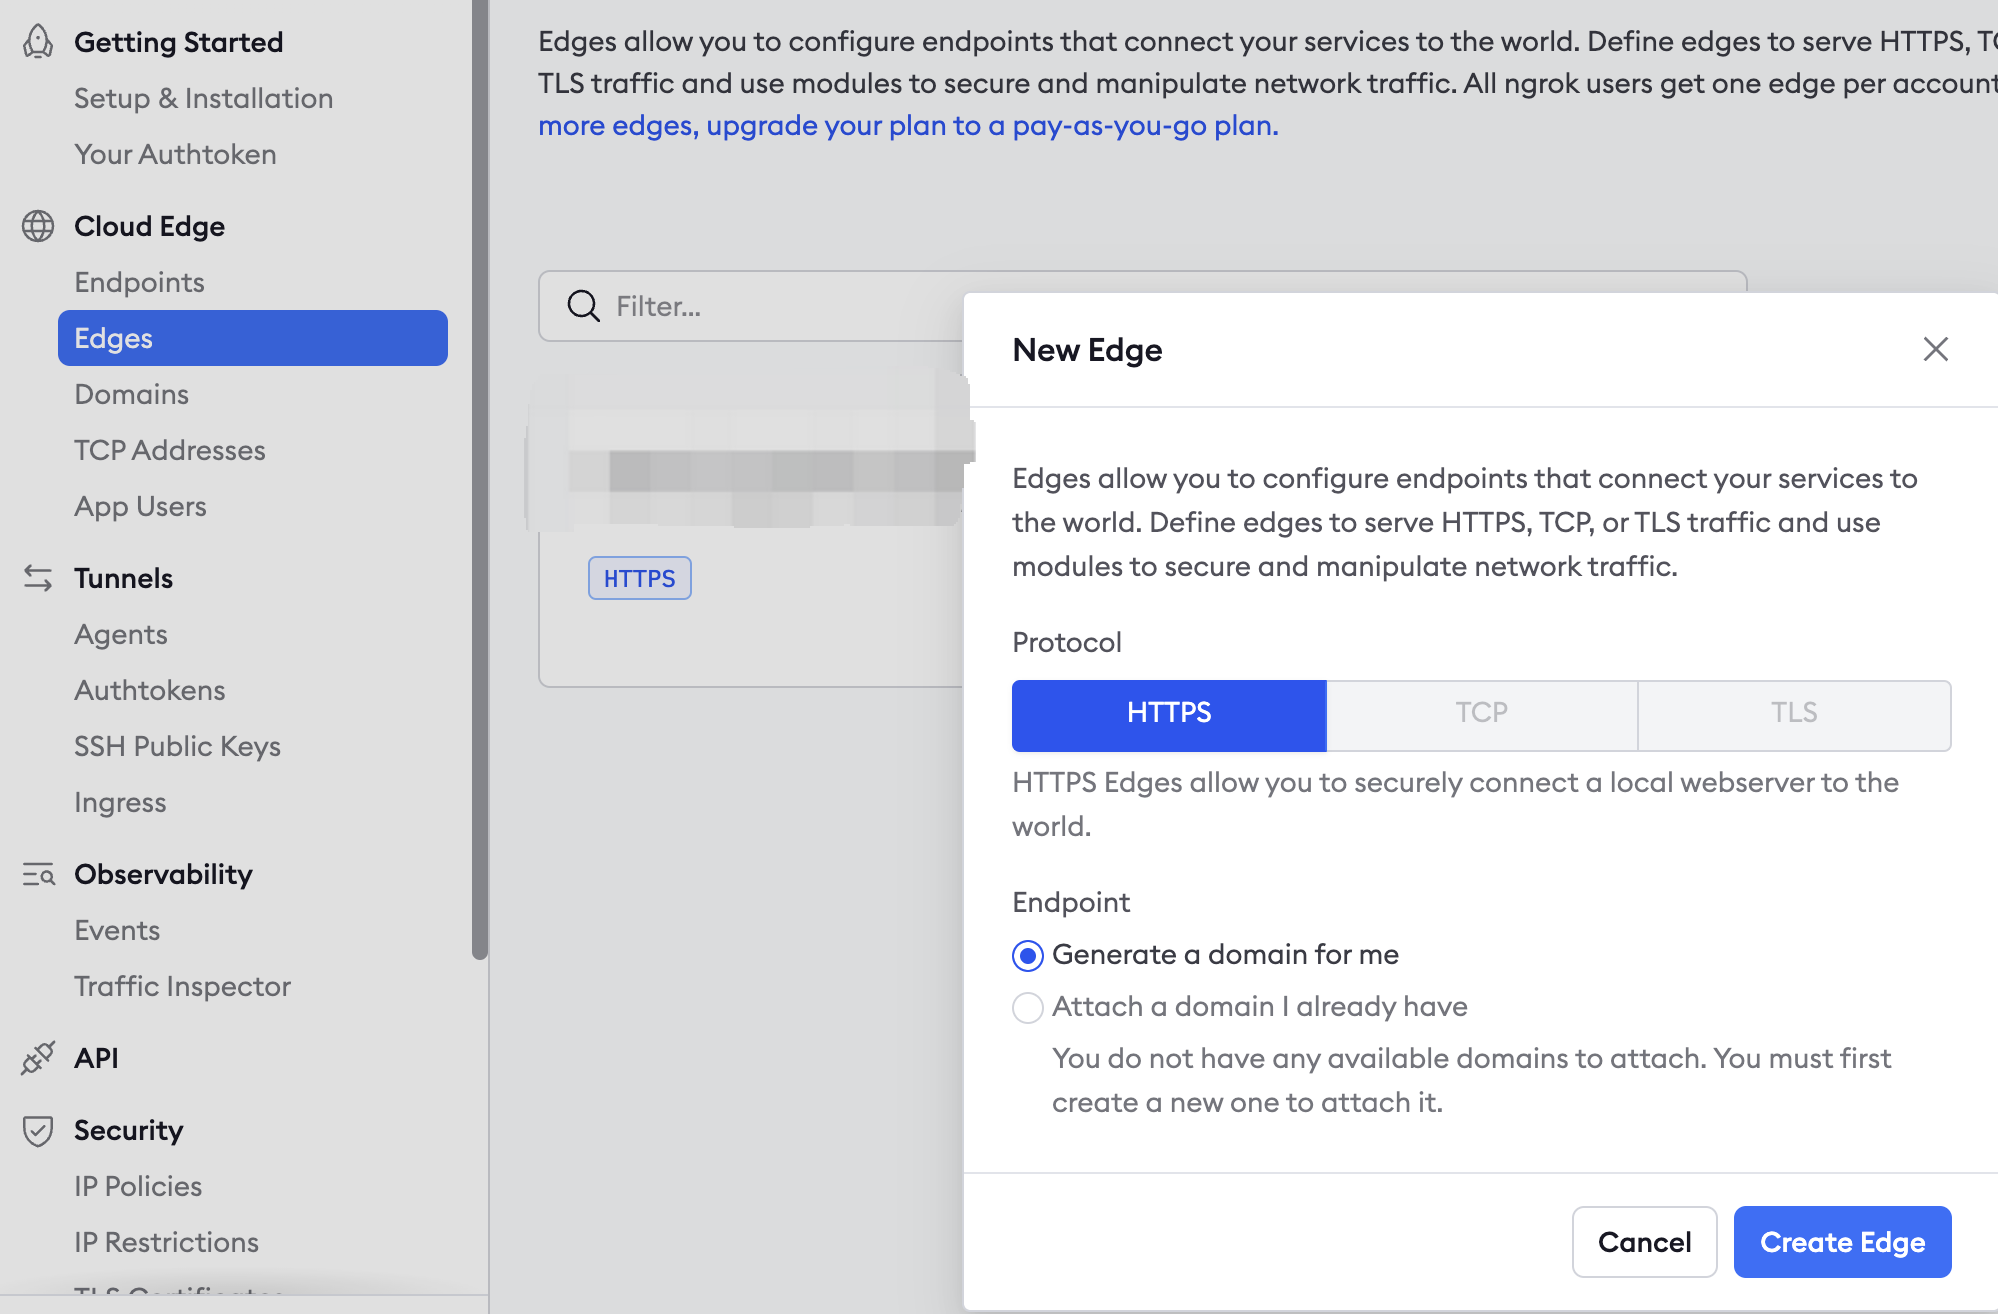 Getting Started
Setup & Installation
Your Authtoken
Cloud Edge
Endpoints
Edges
Domains
TCP Addresses
App Users
Tunnels
Agents
Authtokens
SSH Public Keys
Ingress
Observability
Events
Traffic Inspector
API
Security
IP Policies
IP Restrictions
TLS Certificates
Edges allow you to configure endpoints that connect your services to the world. Define edges to serve HTTPS,
TLS traffic and use modules to secure and manipulate network traffic. All ngrok users get one edge per account
more edges, upgrade your plan to a pay-as-you-go plan.
Filter...
HTTPS
New Edge
Edges allow you to configure endpoints that connect your services to
the world. Define edges to serve HTTPS, TCP, or TLS traffic and use
modules to secure and manipulate network traffic.
Protocol
HTTPS
TCP
TLS
HTTPS Edges allow you to securely connect a local webserver to the
world.
Endpoint
Generate a domain for me
Attach a domain I already have
You do not have any available domains to attach. You must first
create a new one to attach it.
Cancel
Create Edge